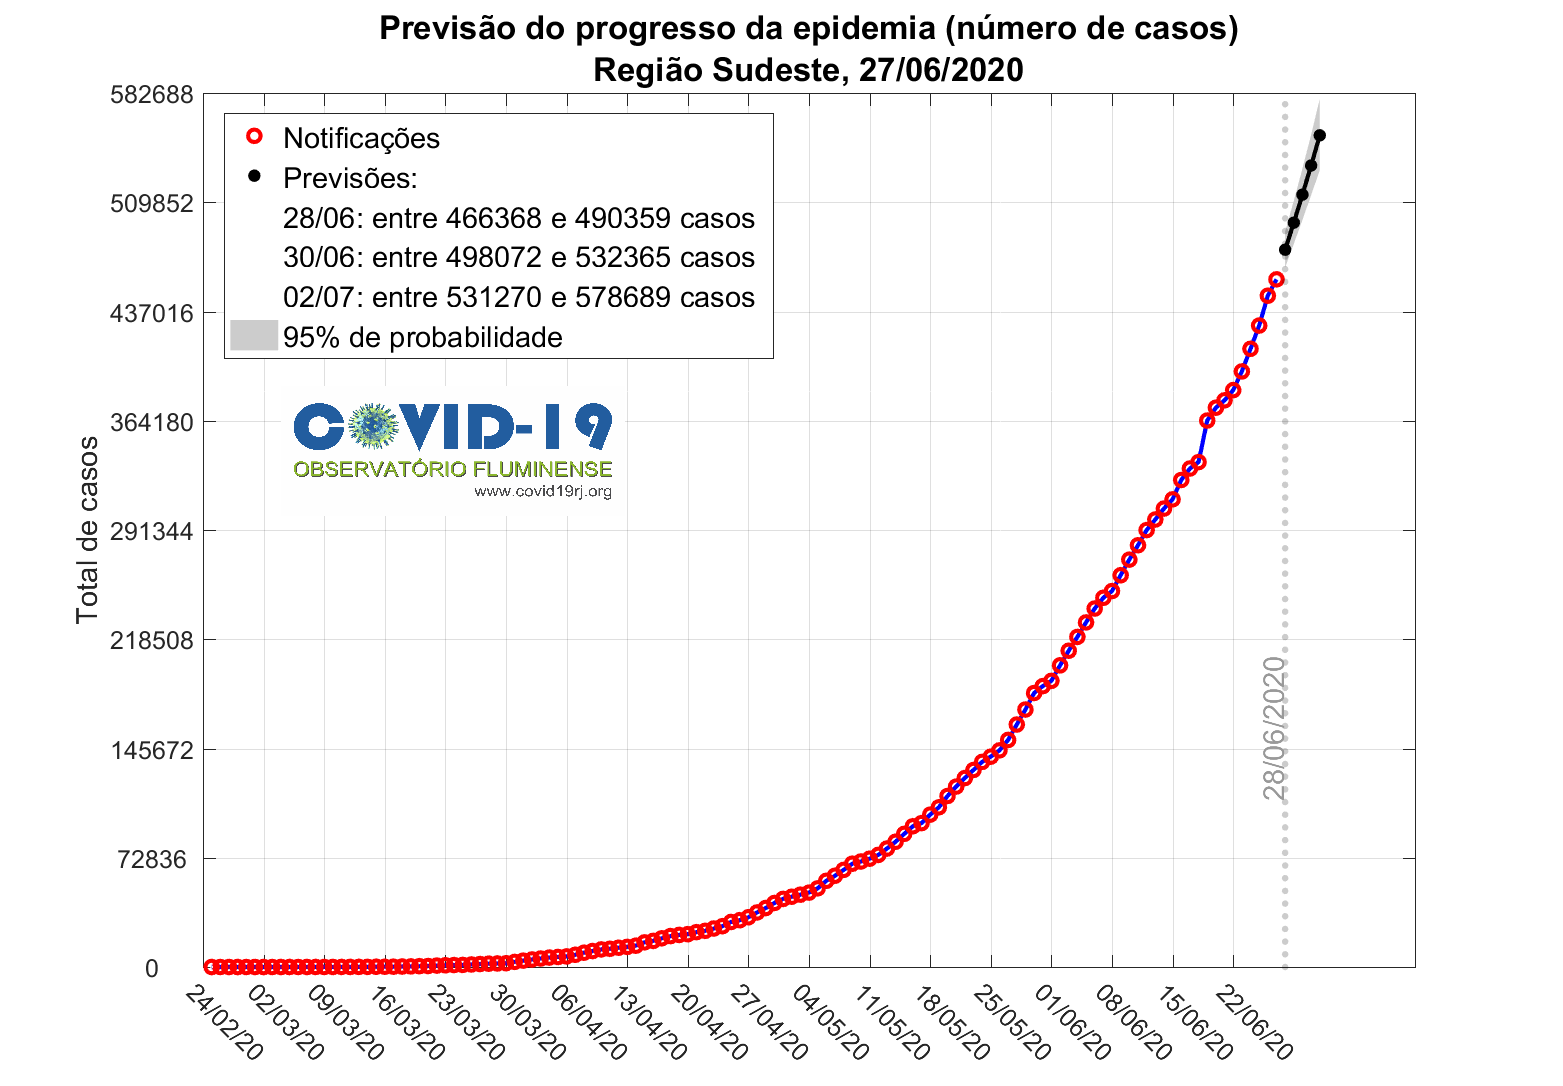 Previsão do progresso da epidemia (número de casos)
Região Sudeste, 27/06/2020
582688
509852
437016
364180
291344
218508
145672
72836
0
Total de casos
Notificações
Previsões:
28/06: entre 466368 e 490359 casos
30/06: entre 498072 e 532365 casos
02/07: entre 531270 e 578689 casos
95% de probabilidade
COVID-19
OBSERVATÓRIO FLUMINENSE
www.covid19rj.org
28/06/2020
24/02/20
02/03/20
09/03/20
16/03/20
23/03/20
30/03/20
06/04/20
13/04/20
20/04/20
27/04/20
04/05/20
11/05/20
18/05/20
25/05/20
01/06/20
08/06/20
15/06/20
22/06/20